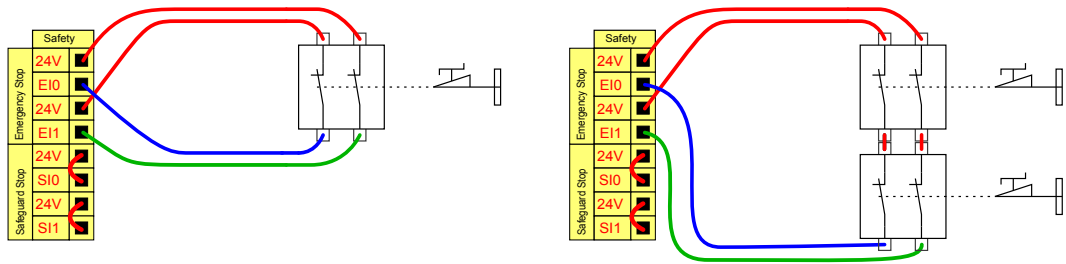 Safety
Emergency Stop
24V
EI0
24V
EI1
Safeguard Stop
24V
SI0
24V
SI1
Safety
Emergency Stop
24V
EI0
24V
EI1
Safeguard Stop
24V
SI0
24V
SI1